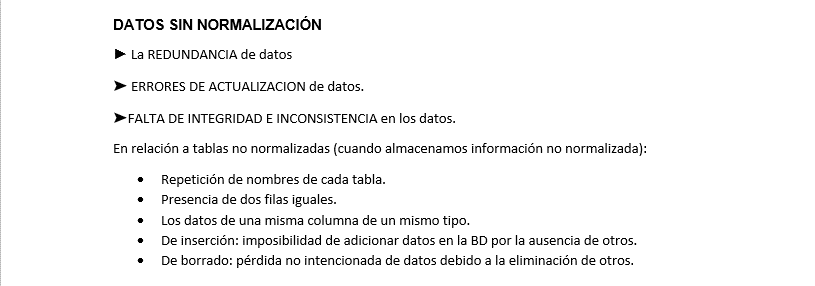 DATOS SIN NORMALIZACIÓN
➤ La REDUNDANCIA de datos
➤ ERRORES DE ACTUALIZACION de datos.
➤FALTA DE INTEGRIDAD E INCONSISTENCIA en los datos.
En relación a tablas no normalizadas (cuando almacenamos información no normalizada):
• Repetición de nombres de cada tabla.
• Presencia de dos filas iguales.
• Los datos de una misma columna de un mismo tipo.
• De inserción: imposibilidad de adicionar datos en la BD por la ausencia de otros.
• De borrado: pérdida no intencionada de datos debido a la eliminación de otros.